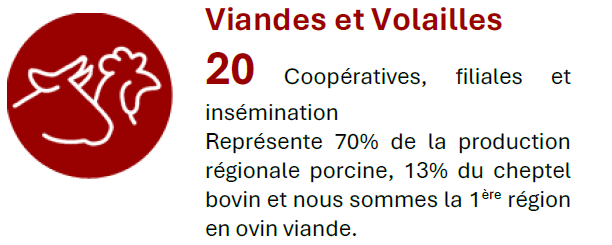 Viandes et Volailles
20 Coopératives, filiales et
insémination
Représente 70% de la production
régionale porcine, 13% du cheptel
bovin et nous sommes la 1ère région
en ovin viande.